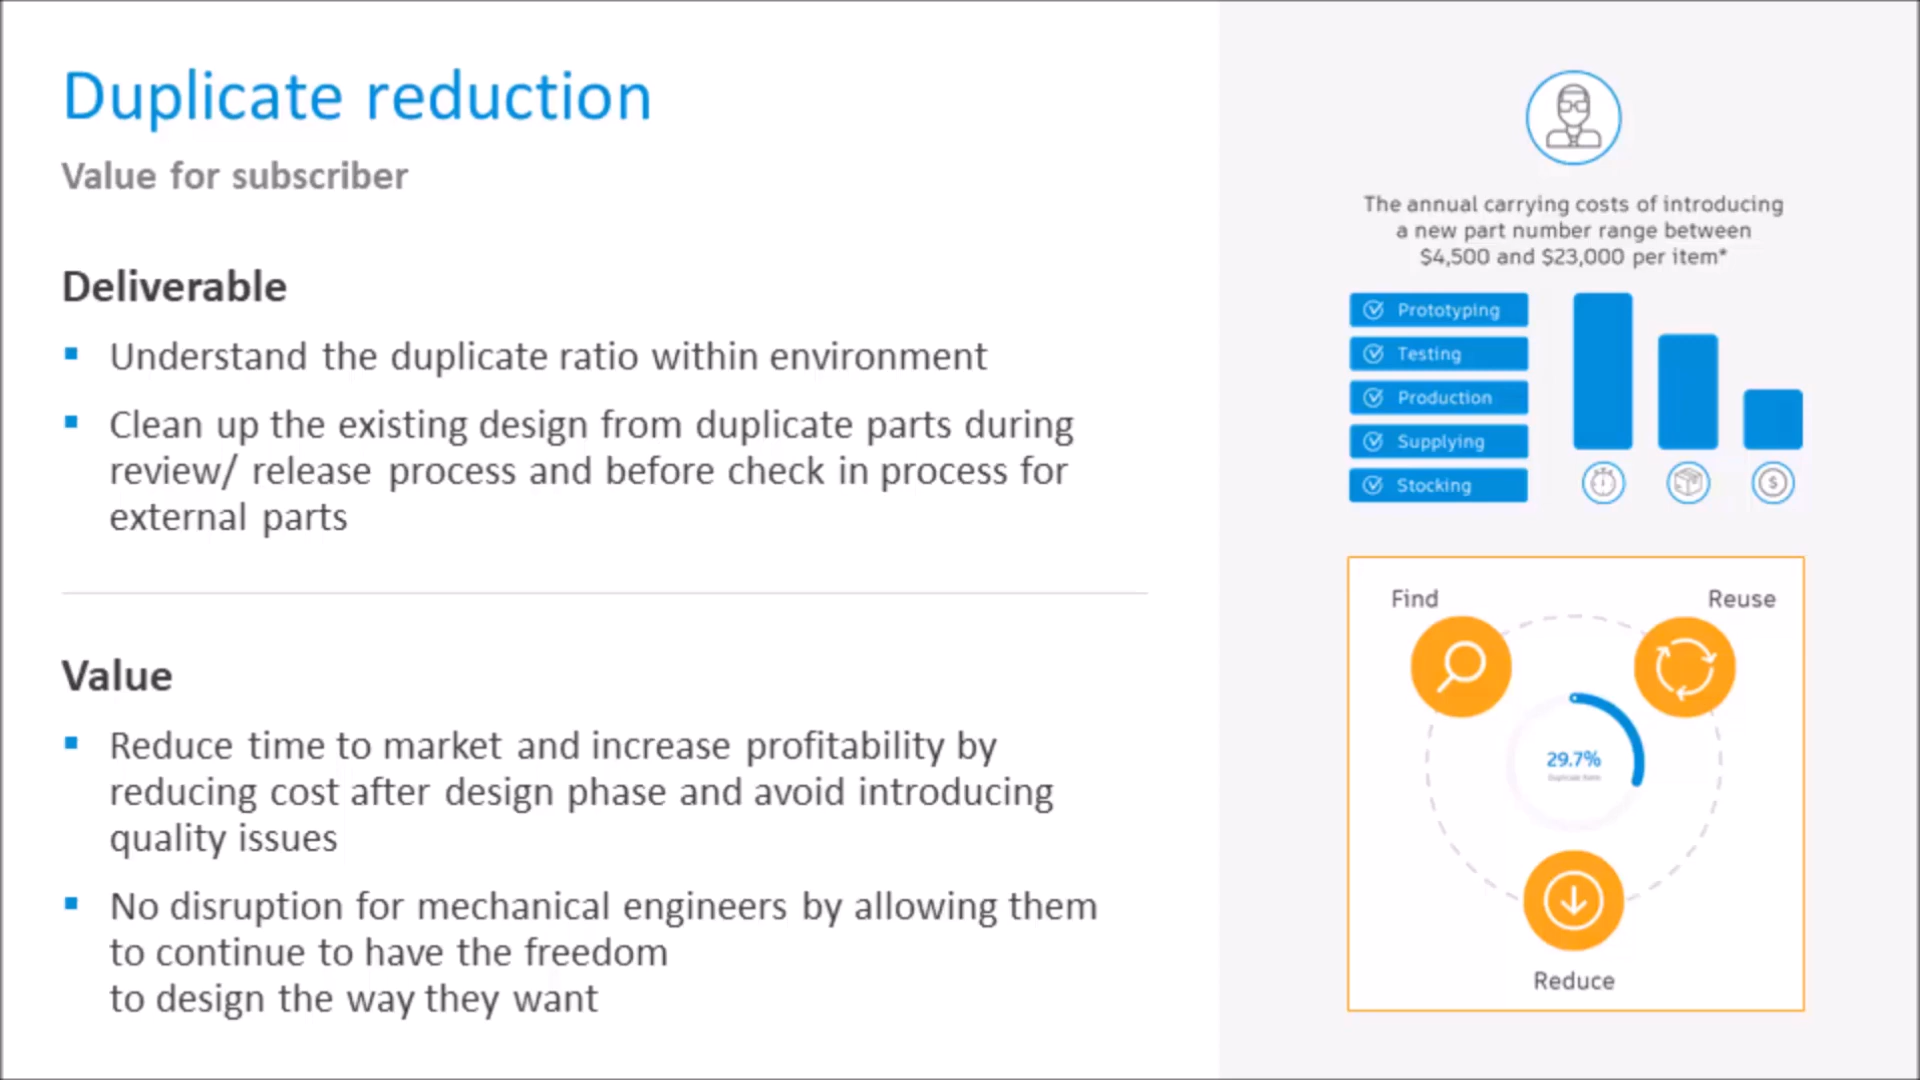 Duplicate reduction
Value for subscriber
Deliverable
Understand the duplicate ratio within environment
Clean up the existing design from duplicate parts during
review/ release process and before check in process for
external parts
Value
Reduce time to market and increase profitability by
reducing cost after design phase and avoid introducing
quality issues
No disruption for mechanical engineers by allowing them
to continue to have the freedom
to design the way they want
The annual carrying costs of introducing
a new part number range between
$4,500 and $23,000 per item*
Prototyping
Testing
Production
Supplying
Stocking
Find
Reuse
29.7%
Reduce